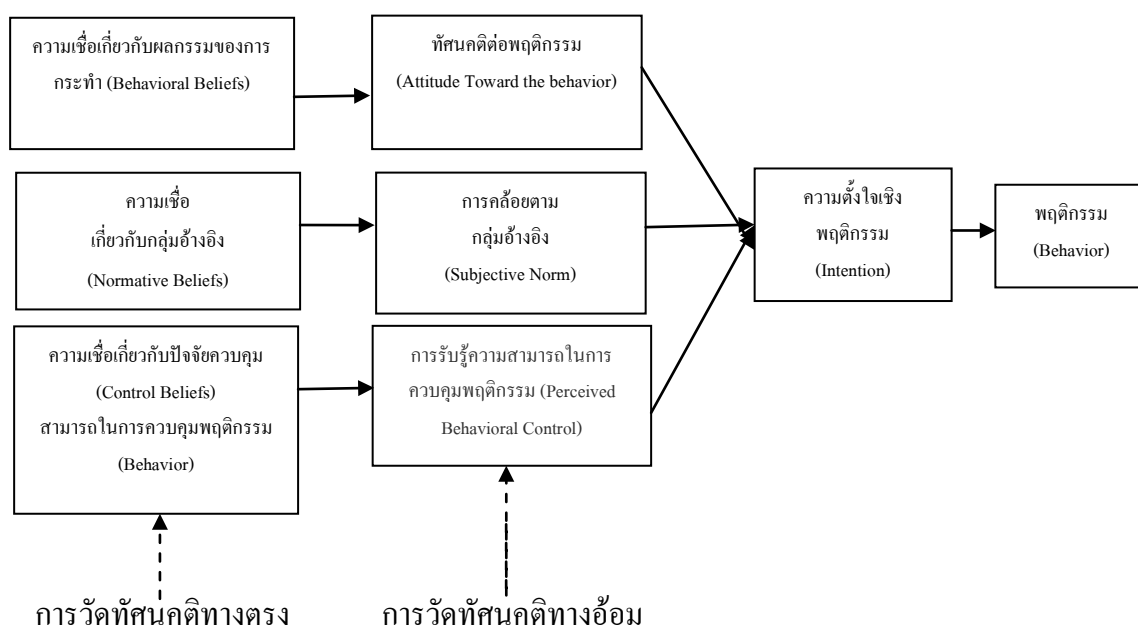 ความเชื่อเกี่ยวกับผลกรรมของการ
กระทำ (Behavioral Beliefs)
ทัศนคติต่อพฤติกรรม
(Attitude Toward the behavior)
ความเชื่อ
เกี่ยวกับกลุ่มอ้างอิง
(Normative Beliefs)
การคล้อยตาม
กลุ่มอ้างอิง
(Subjective Norm)
ความตั้งใจเชิง
พฤติกรรม
(Intention)
พฤติกรรม
(Behavior)
ความเชื่อเกี่ยวกับปัจจัยควบคุม
(Control Beliefs)
สามารถในการควบคุมพฤติกรรม
(Behavior)
การรับรู้ความสามารถในการ
ควบคุมพฤติกรรม (Perceived
Behavioral Control)
การวัดทัศนคติทางตรง
การวัดทัศนคติทางอ้อม